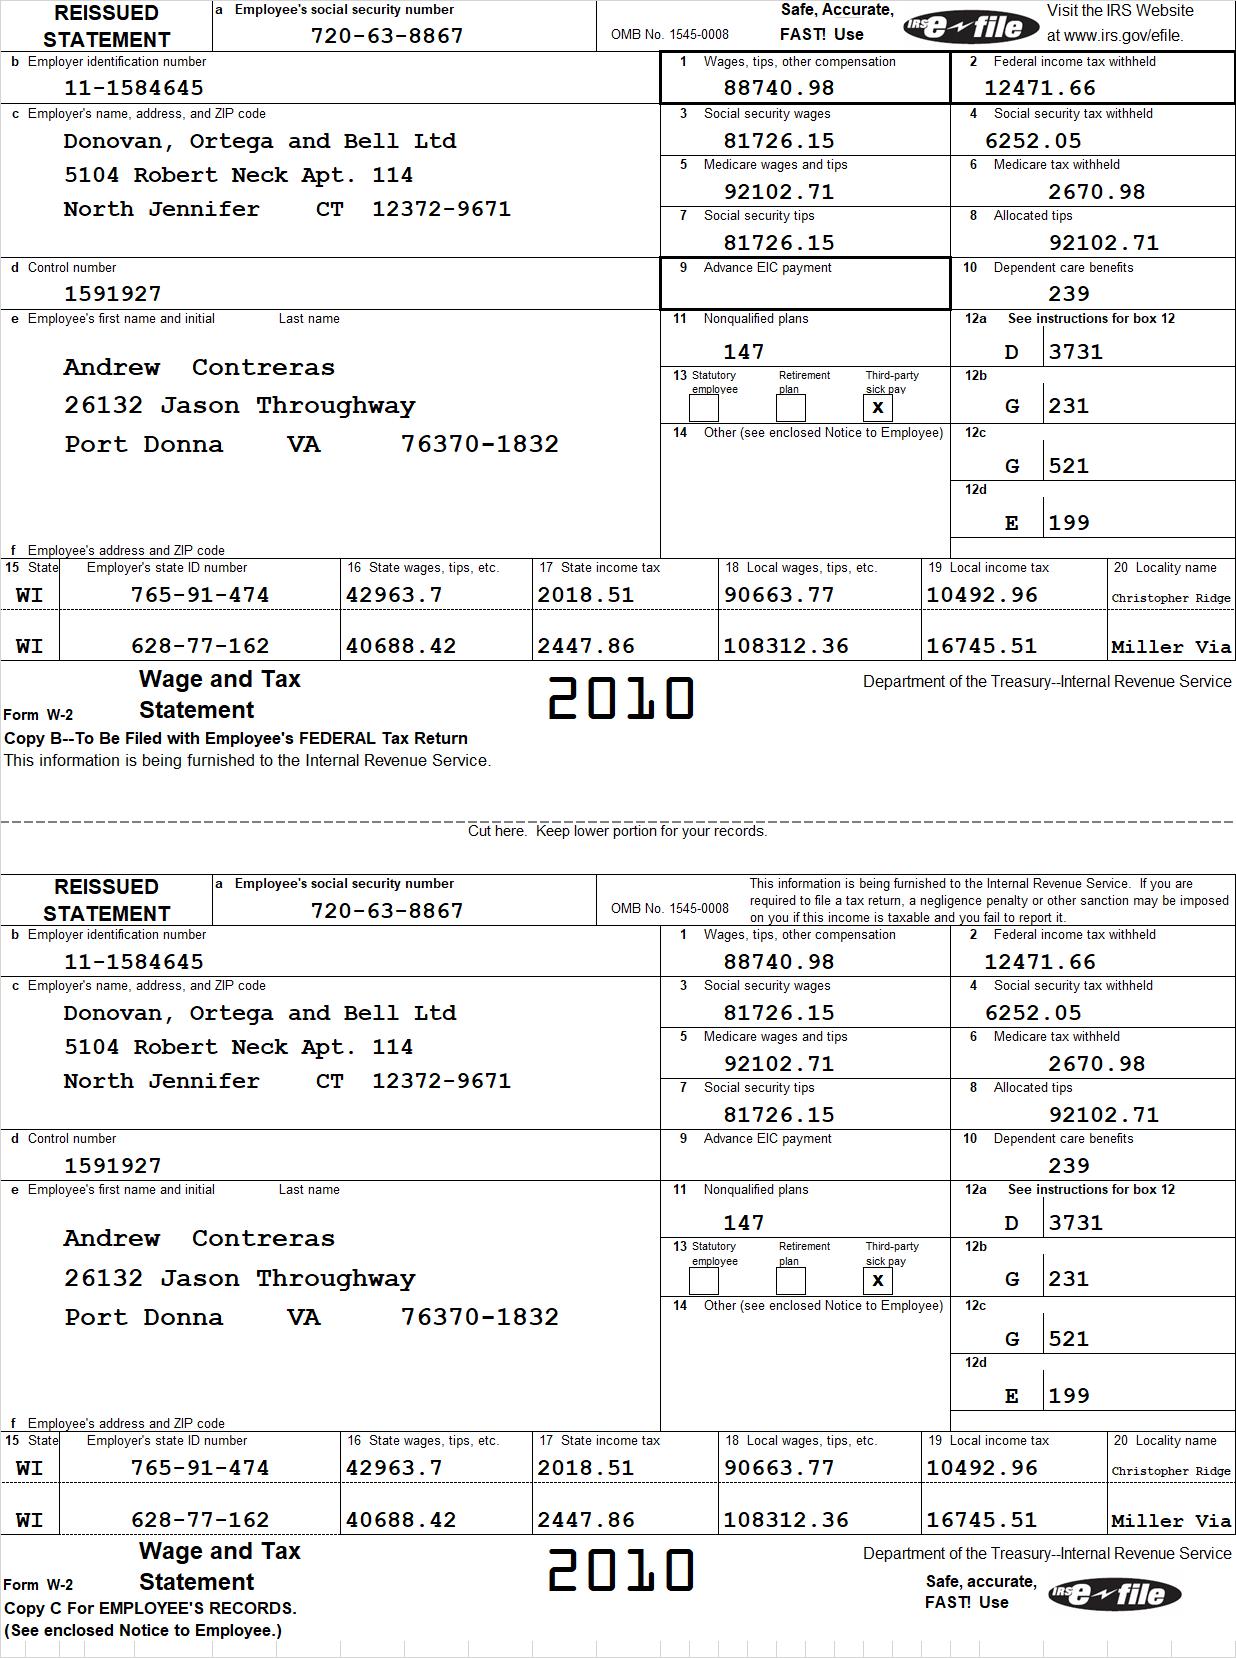 REISSUED STATEMENT
a Employee's social security number
720-63-8867
OMB No. 1545-0008
Safe, Accurate, FAST! Use
IRS e-file
Visit the IRS Website at www.irs.gov/efile.
b Employer identification number
11-1584645
1 Wages, tips, other compensation
88740.98
2 Federal income tax withheld
12471.66
c Employer's name, address, and ZIP code
Donovan, Ortega and Bell Ltd
5104 Robert Neck Apt. 114
North Jennifer CT 12372-9671
3 Social security wages
81726.15
4 Social security tax withheld
6252.05
5 Medicare wages and tips
92102.71
6 Medicare tax withheld
2670.98
7 Social security tips
81726.15
8 Allocated tips
92102.71
d Control number
1591927
9 Advance EIC payment
10 Dependent care benefits
239
e Employee's first name and initial Last name
Andrew Contreras
26132 Jason Throughway
Port Donna VA 76370-1832
11 Nonqualified plans
147
12a See instructions for box 12
D 3731
13 Statutory employee Retirement plan Third-party sick pay
X
12b
G 231
14 Other (see enclosed Notice to Employee)
12c
G 521
12d
E 199
f Employee's address and ZIP code
15 State Employer's state ID number 16 State wages, tips, etc. 17 State income tax 18 Local wages, tips, etc. 19 Local income tax 20 Locality name
WI 765-91-474 42963.7 2018.51 90663.77 10492.96 Christopher Ridge
WI 628-77-162 40688.42 2447.86 108312.36 16745.51 Miller Via
Wage and Tax
Statement
Form W-2
2010
Department of the Treasury--Internal Revenue Service
Copy B--To Be Filed with Employee's FEDERAL Tax Return
This information is being furnished to the Internal Revenue Service.
Cut here. Keep lower portion for your records.
REISSUED STATEMENT
a Employee's social security number
720-63-8867
OMB No. 1545-0008
This information is being furnished to the Internal Revenue Service. If you are
required to file a tax return, a negligence penalty or other sanction may be imposed
on you if this income is taxable and you fail to report it.
b Employer identification number
11-1584645
1 Wages, tips, other compensation
88740.98
2 Federal income tax withheld
12471.66
c Employer's name, address, and ZIP code
Donovan, Ortega and Bell Ltd
5104 Robert Neck Apt. 114
North Jennifer CT 12372-9671
3 Social security wages
81726.15
4 Social security tax withheld
6252.05
5 Medicare wages and tips
92102.71
6 Medicare tax withheld
2670.98
7 Social security tips
81726.15
8 Allocated tips
92102.71
d Control number
1591927
9 Advance EIC payment
10 Dependent care benefits
239
e Employee's first name and initial Last name
Andrew Contreras
26132 Jason Throughway
Port Donna VA 76370-1832
11 Nonqualified plans
147
12a See instructions for box 12
D 3731
13 Statutory employee Retirement plan Third-party sick pay
X
12b
G 231
14 Other (see enclosed Notice to Employee)
12c
G 521
12d
E 199
f Employee's address and ZIP code
15 State Employer's state ID number 16 State wages, tips, etc. 17 State income tax 18 Local wages, tips, etc. 19 Local income tax 20 Locality name
WI 765-91-474 42963.7 2018.51 90663.77 10492.96 Christopher Ridge
WI 628-77-162 40688.42 2447.86 108312.36 16745.51 Miller Via
Wage and Tax
Statement
Form W-2
2010
Department of the Treasury--Internal Revenue Service
Safe, accurate,
FAST! Use
IRS e-file
Copy C For EMPLOYEE'S RECORDS.
(See enclosed Notice to Employee.)